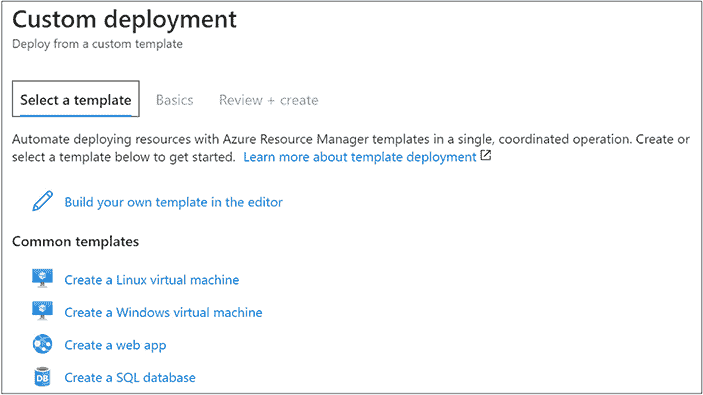 Custom deployment
Deploy from a custom template
Select a template Basics Review + create
Automate deploying resources with Azure Resource Manager templates in a single, coordinated operation. Create or
select a template below to get started. Learn more about template deployment
Build your own template in the editor
Common templates
Create a Linux virtual machine
Create a Windows virtual machine
Create a web app
DB Create a SQL database